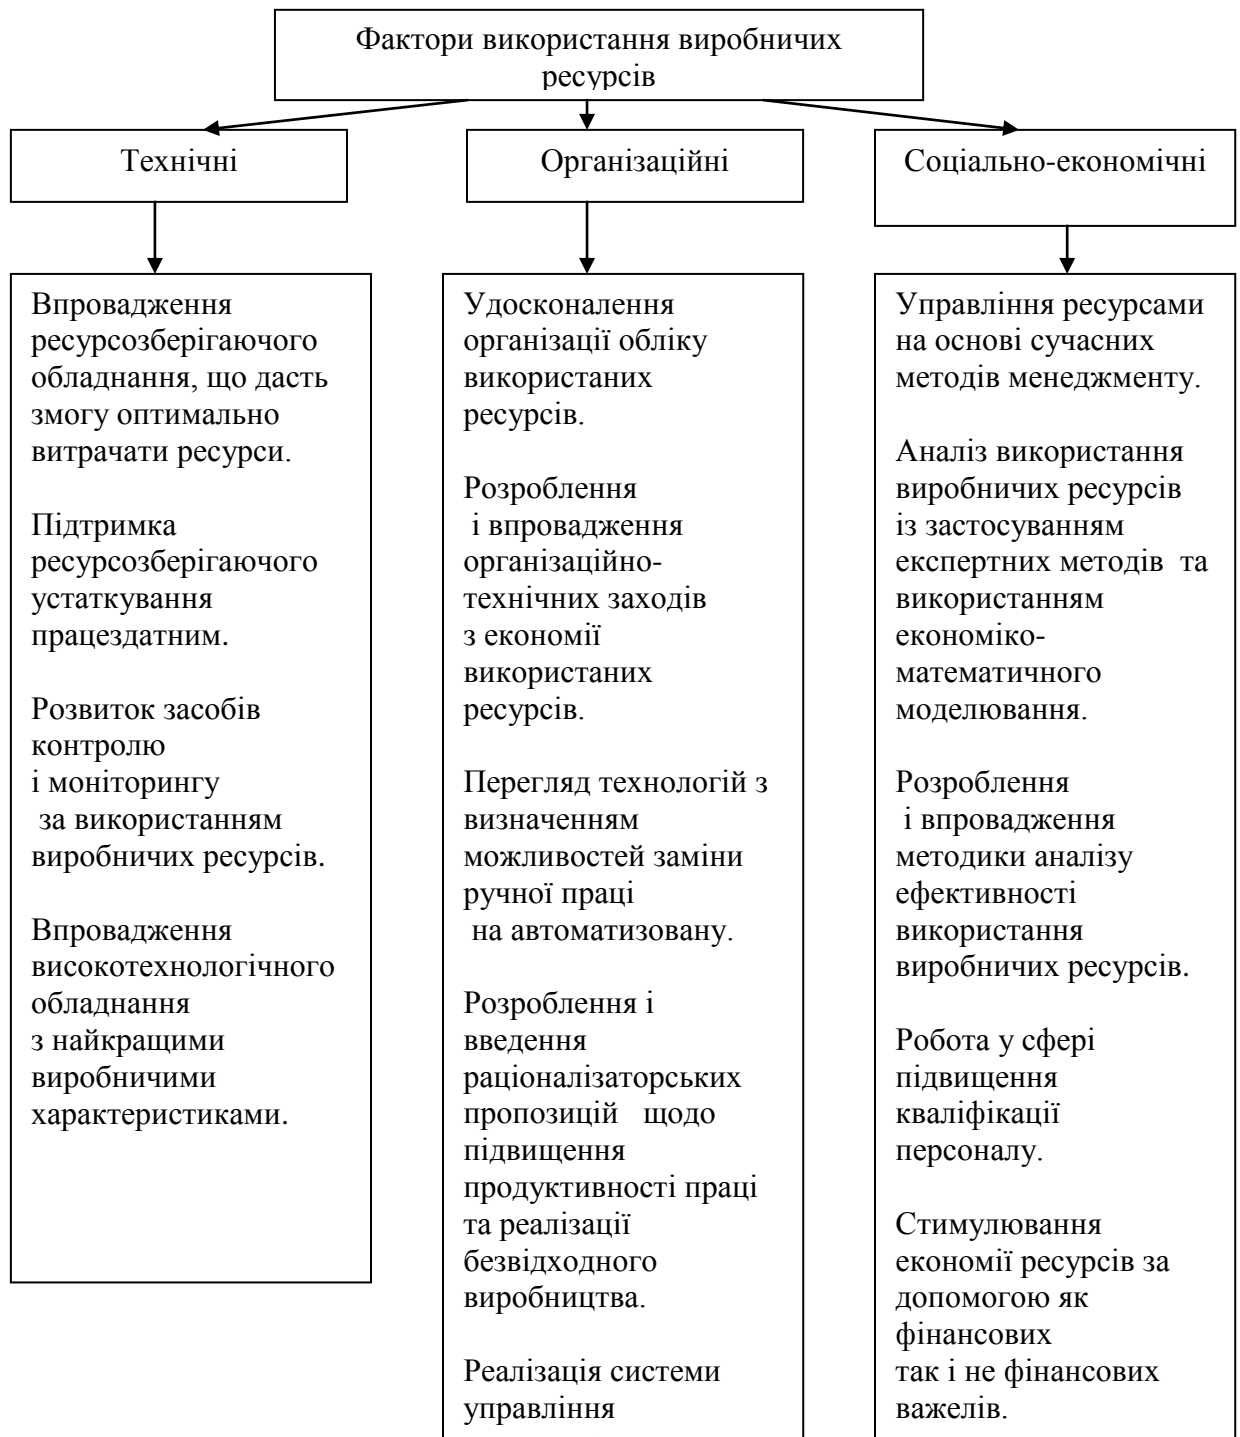 Фактори використання виробничих
ресурсів
Технічні
Організаційні
Соціально-економічні
Впровадження
ресурсозберігаючого
обладнання, що дасть
змогу оптимально
витрачати ресурси.
Підтримка
ресурсозберігаючого
устаткування
працездатним.
Розвиток засобів
контролю
і моніторингу
за використанням
виробничих ресурсів.
Впровадження
високотехнологічного
обладнання
з найкращими
виробничими
характеристиками.
Удосконалення
організації обліку
використаних
ресурсів.
Розроблення
і впровадження
організаційно-
технічних заходів
з економії
використаних
ресурсів.
Перегляд технологій з
визначенням
можливостей заміни
ручної праці
на автоматизовану.
Розроблення і
введення
раціоналізаторських
пропозицій щодо
підвищення
продуктивності праці
та реалізації
безвідходного
виробництва.
Реалізація системи
управління
Управління ресурсами
на основі сучасних
методів менеджменту.
Аналіз використання
виробничих ресурсів
із застосуванням
експертних методів та
використанням
економіко-
математичного
моделювання.
Розроблення
і впровадження
методики аналізу
ефективності
використання
виробничих ресурсів.
Робота у сфері
підвищення
кваліфікації
персоналу.
Стимулювання
економії ресурсів за
допомогою як
фінансових
так і не фінансових
важелів.